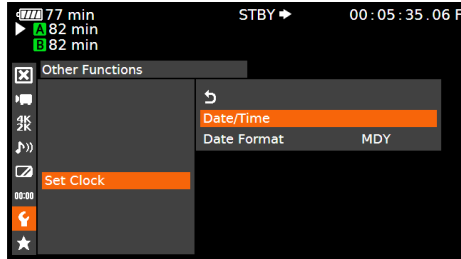 77 min STBY 00:05:35.06 F
A 82 min
B 82 min
Other Functions
Date/Time
4K
2K
Date Format MDY
Set Clock
00:00